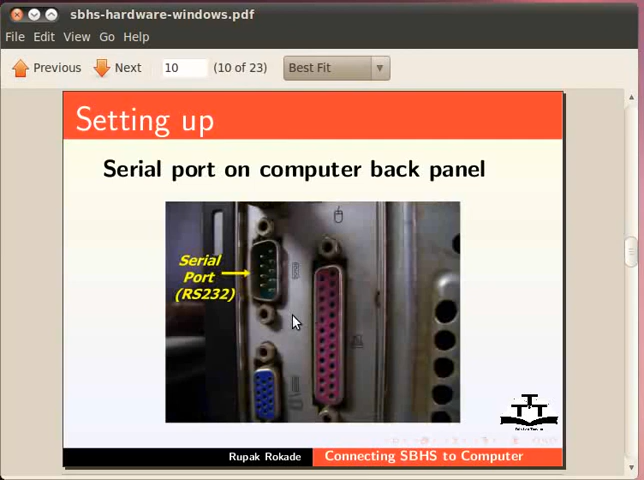 sbhs-hardware-windows.pdf
File Edit View Go Help
Previous Next 10 (10 of 23) Best Fit
Setting up
Serial port on computer back panel
Serial
Port
(RS232)
Rupak Rokade Connecting SBHS to Computer